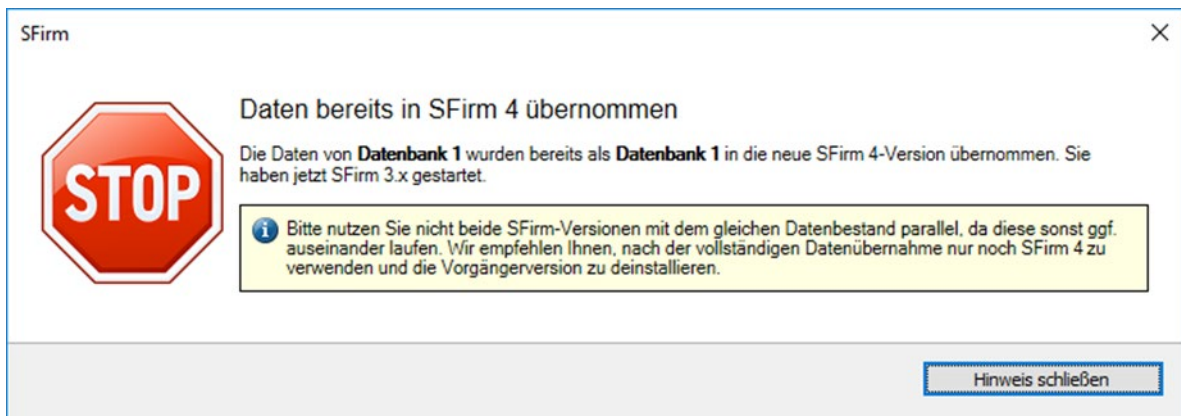 SFirm
Daten bereits in SFirm 4 übernommen
Die Daten von Datenbank 1 wurden bereits als Datenbank 1 in die neue SFirm 4-Version übernommen. Sie
haben jetzt SFirm 3.x gestartet.
STOP
Bitte nutzen Sie nicht beide SFirm-Versionen mit dem gleichen Datenbestand parallel, da diese sonst ggf.
auseinander laufen. Wir empfehlen Ihnen, nach der vollständigen Datenübernahme nur noch SFirm 4 zu
verwenden und die Vorgängerversion zu deinstallieren.
Hinweis schließen